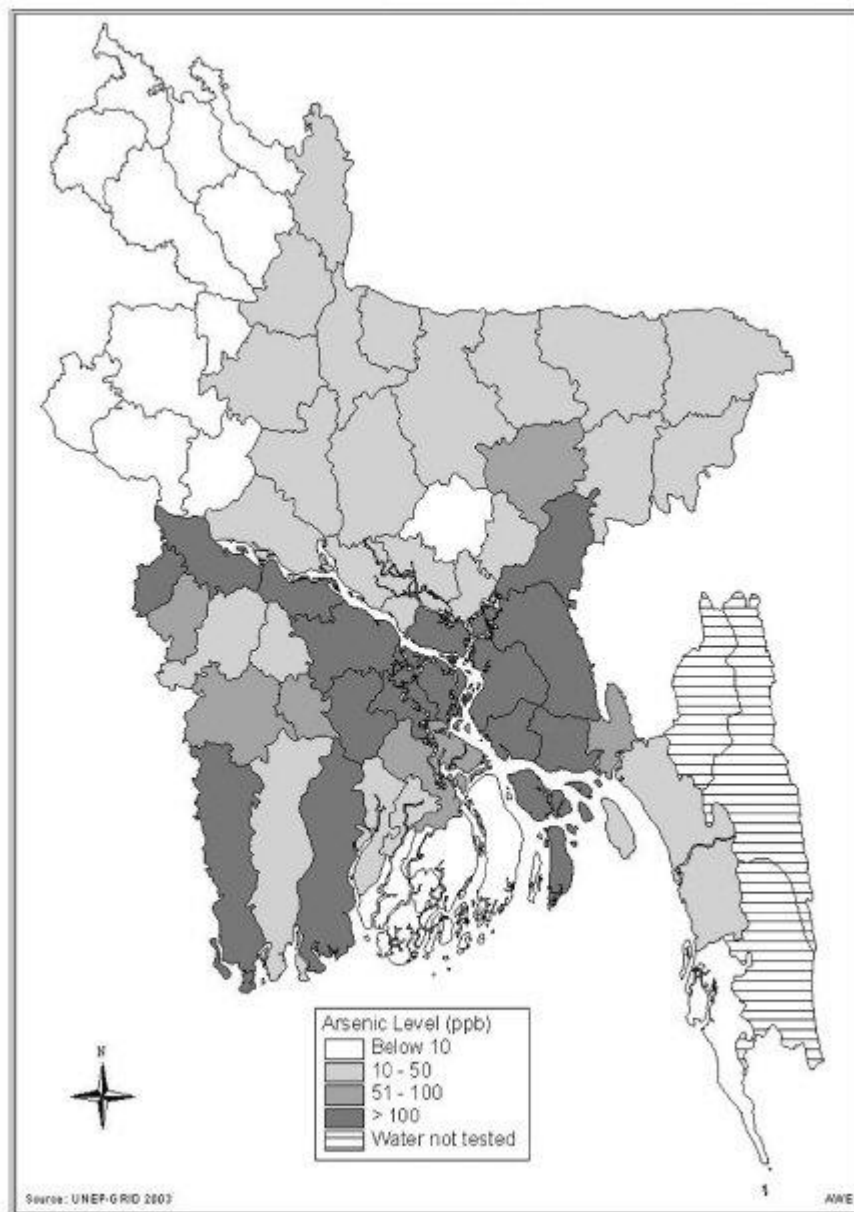 N
Arsenic Level (ppb)
Below 10
10 - 50
51 - 100
> 100
Water not tested
1
Source: UNEP-GRID 2003
AWE